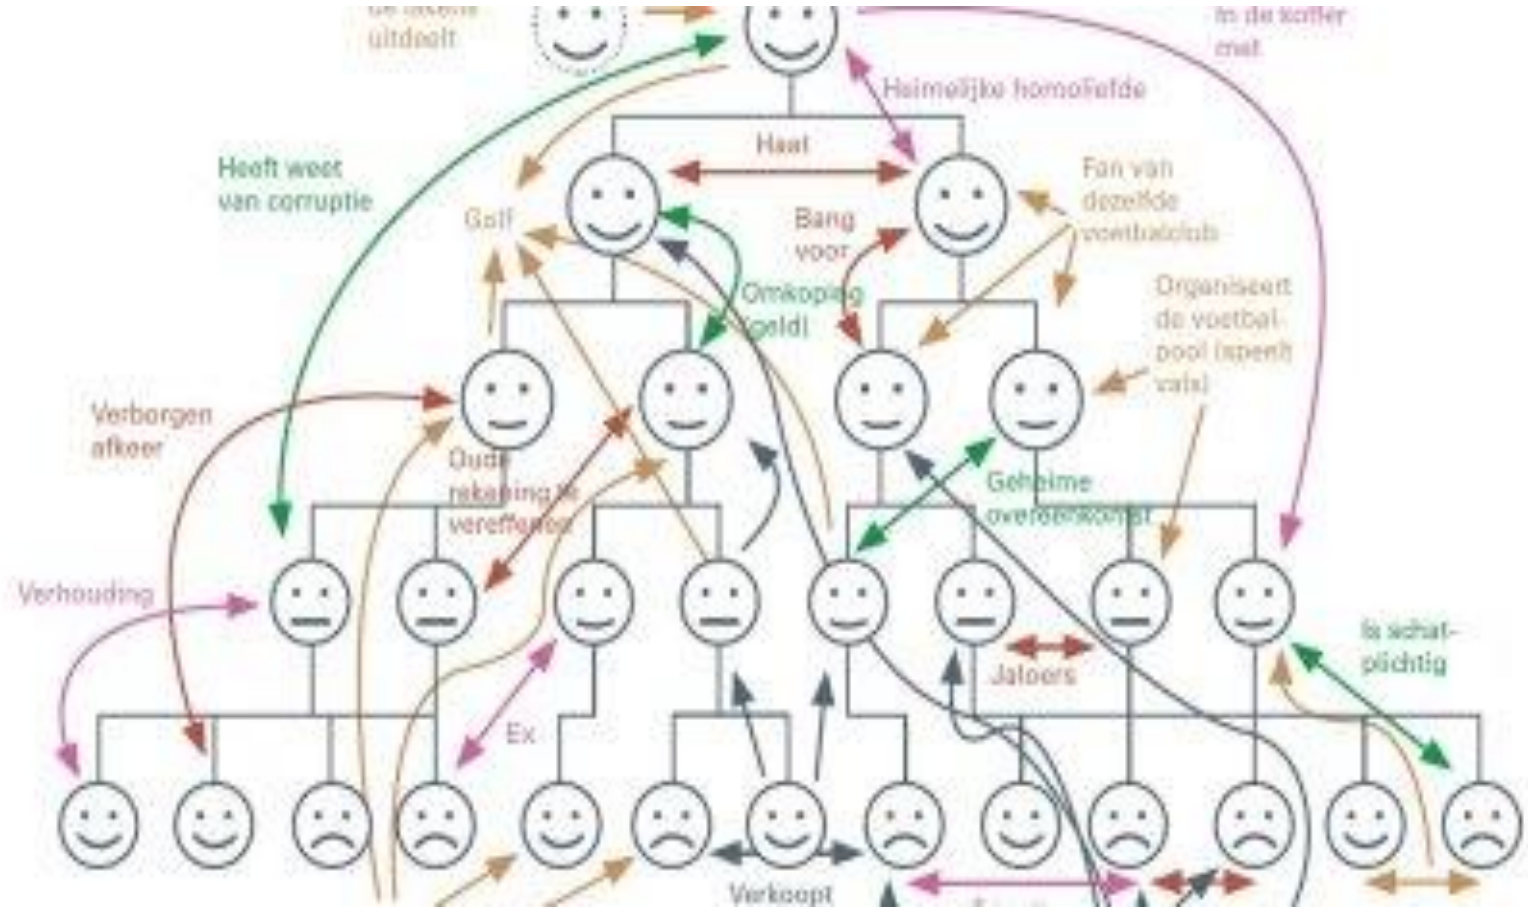 uitdeelt
In de koffer
met
Heimelijke homoliefde
Haat
Heeft weet
van corruptie
Fan van
dezelfde
voetbalclub
Golf
Bang
voor
Omkoping
(geld)
Organiseert
de voetbal-
pool (speelt
vals)
Verborgen
afkeer
Oude
rekening te
vereffenen
Geheime
overeenkomst
Verhouding
Is schat-
plichtig
Jaloers
Ex
Verkoopt